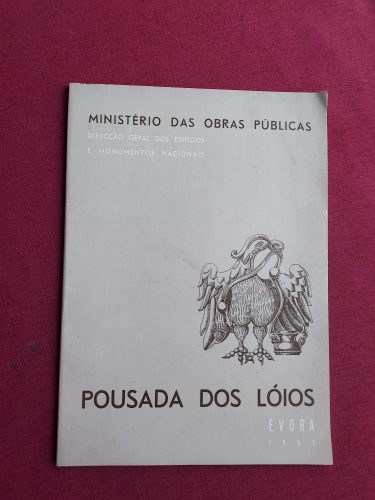 MINISTÉRIO DAS OBRAS PÚBLICAS
DIRECÇÃO GERAL DOS EDIFÍCIOS
E MONUMENTOS NACIONAIS
POUSADA DOS LÓIOS
ÉVORA